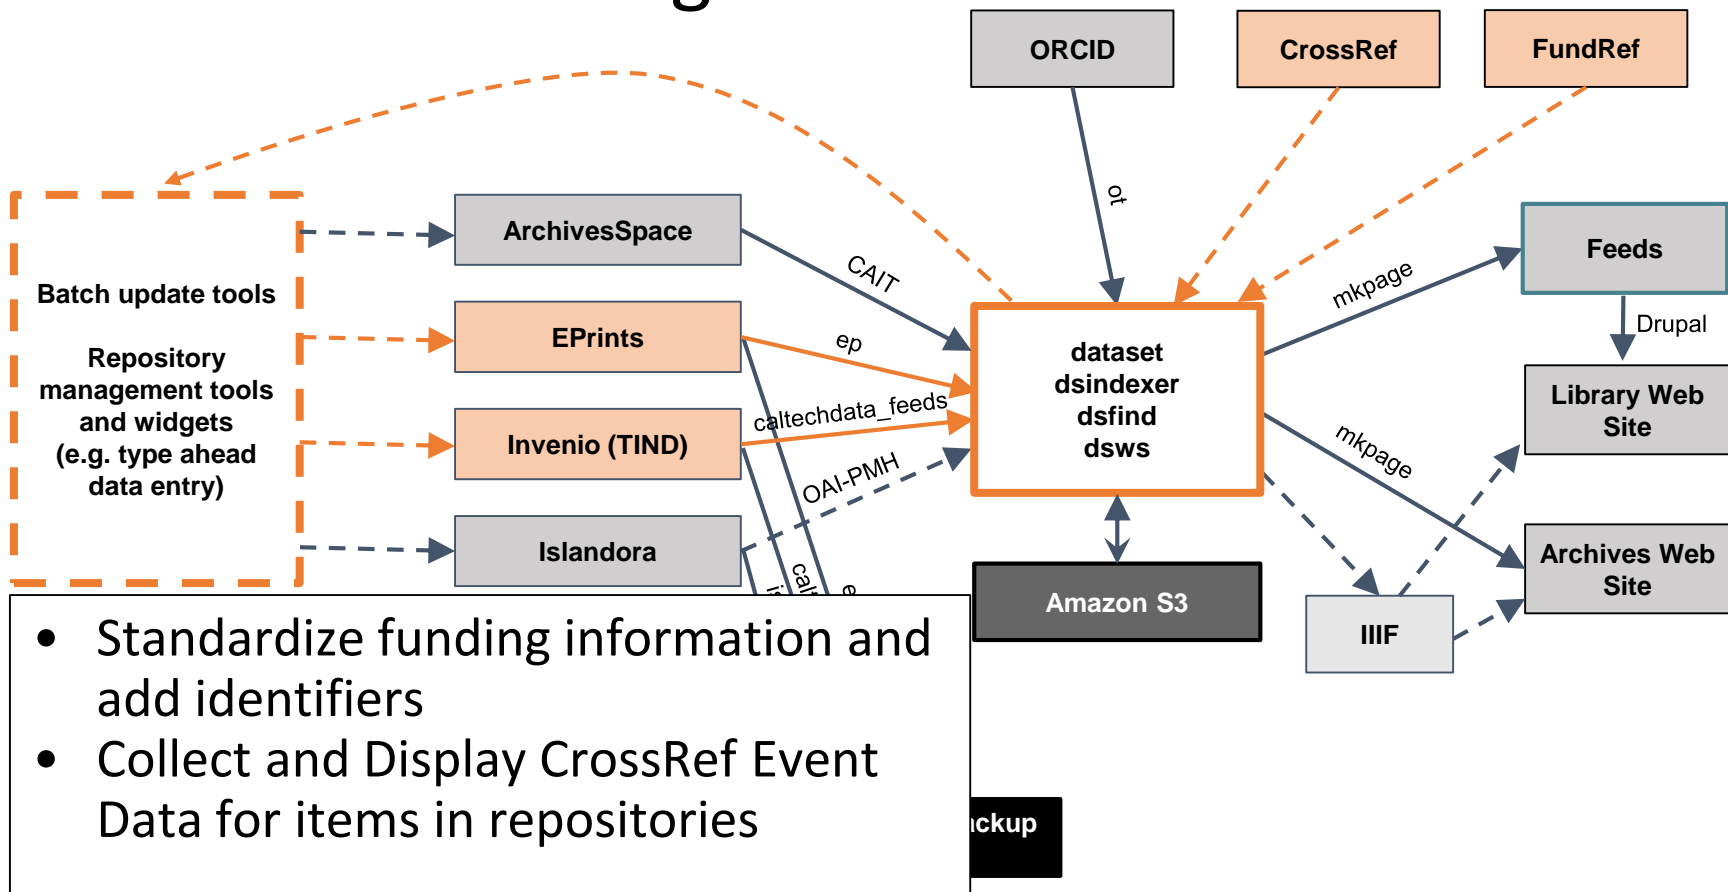 ORCID
CrossRef
FundRef
ot
ArchivesSpace
CAIT
mkpage
Feeds
Drupal
Batch update tools
Repository
management tools
and widgets
(e.g. type ahead
data entry)
EPrints
ep
dataset
dsindexer
dsfind
dsws
Library Web
Site
Invenio (TIND)
caltechdata_feeds
mkpage
OAI-PMH
Islandora
Amazon S3
Archives Web
Site
IIIF
• Standardize funding information and
add identifiers
• Collect and Display CrossRef Event
Data for items in repositories